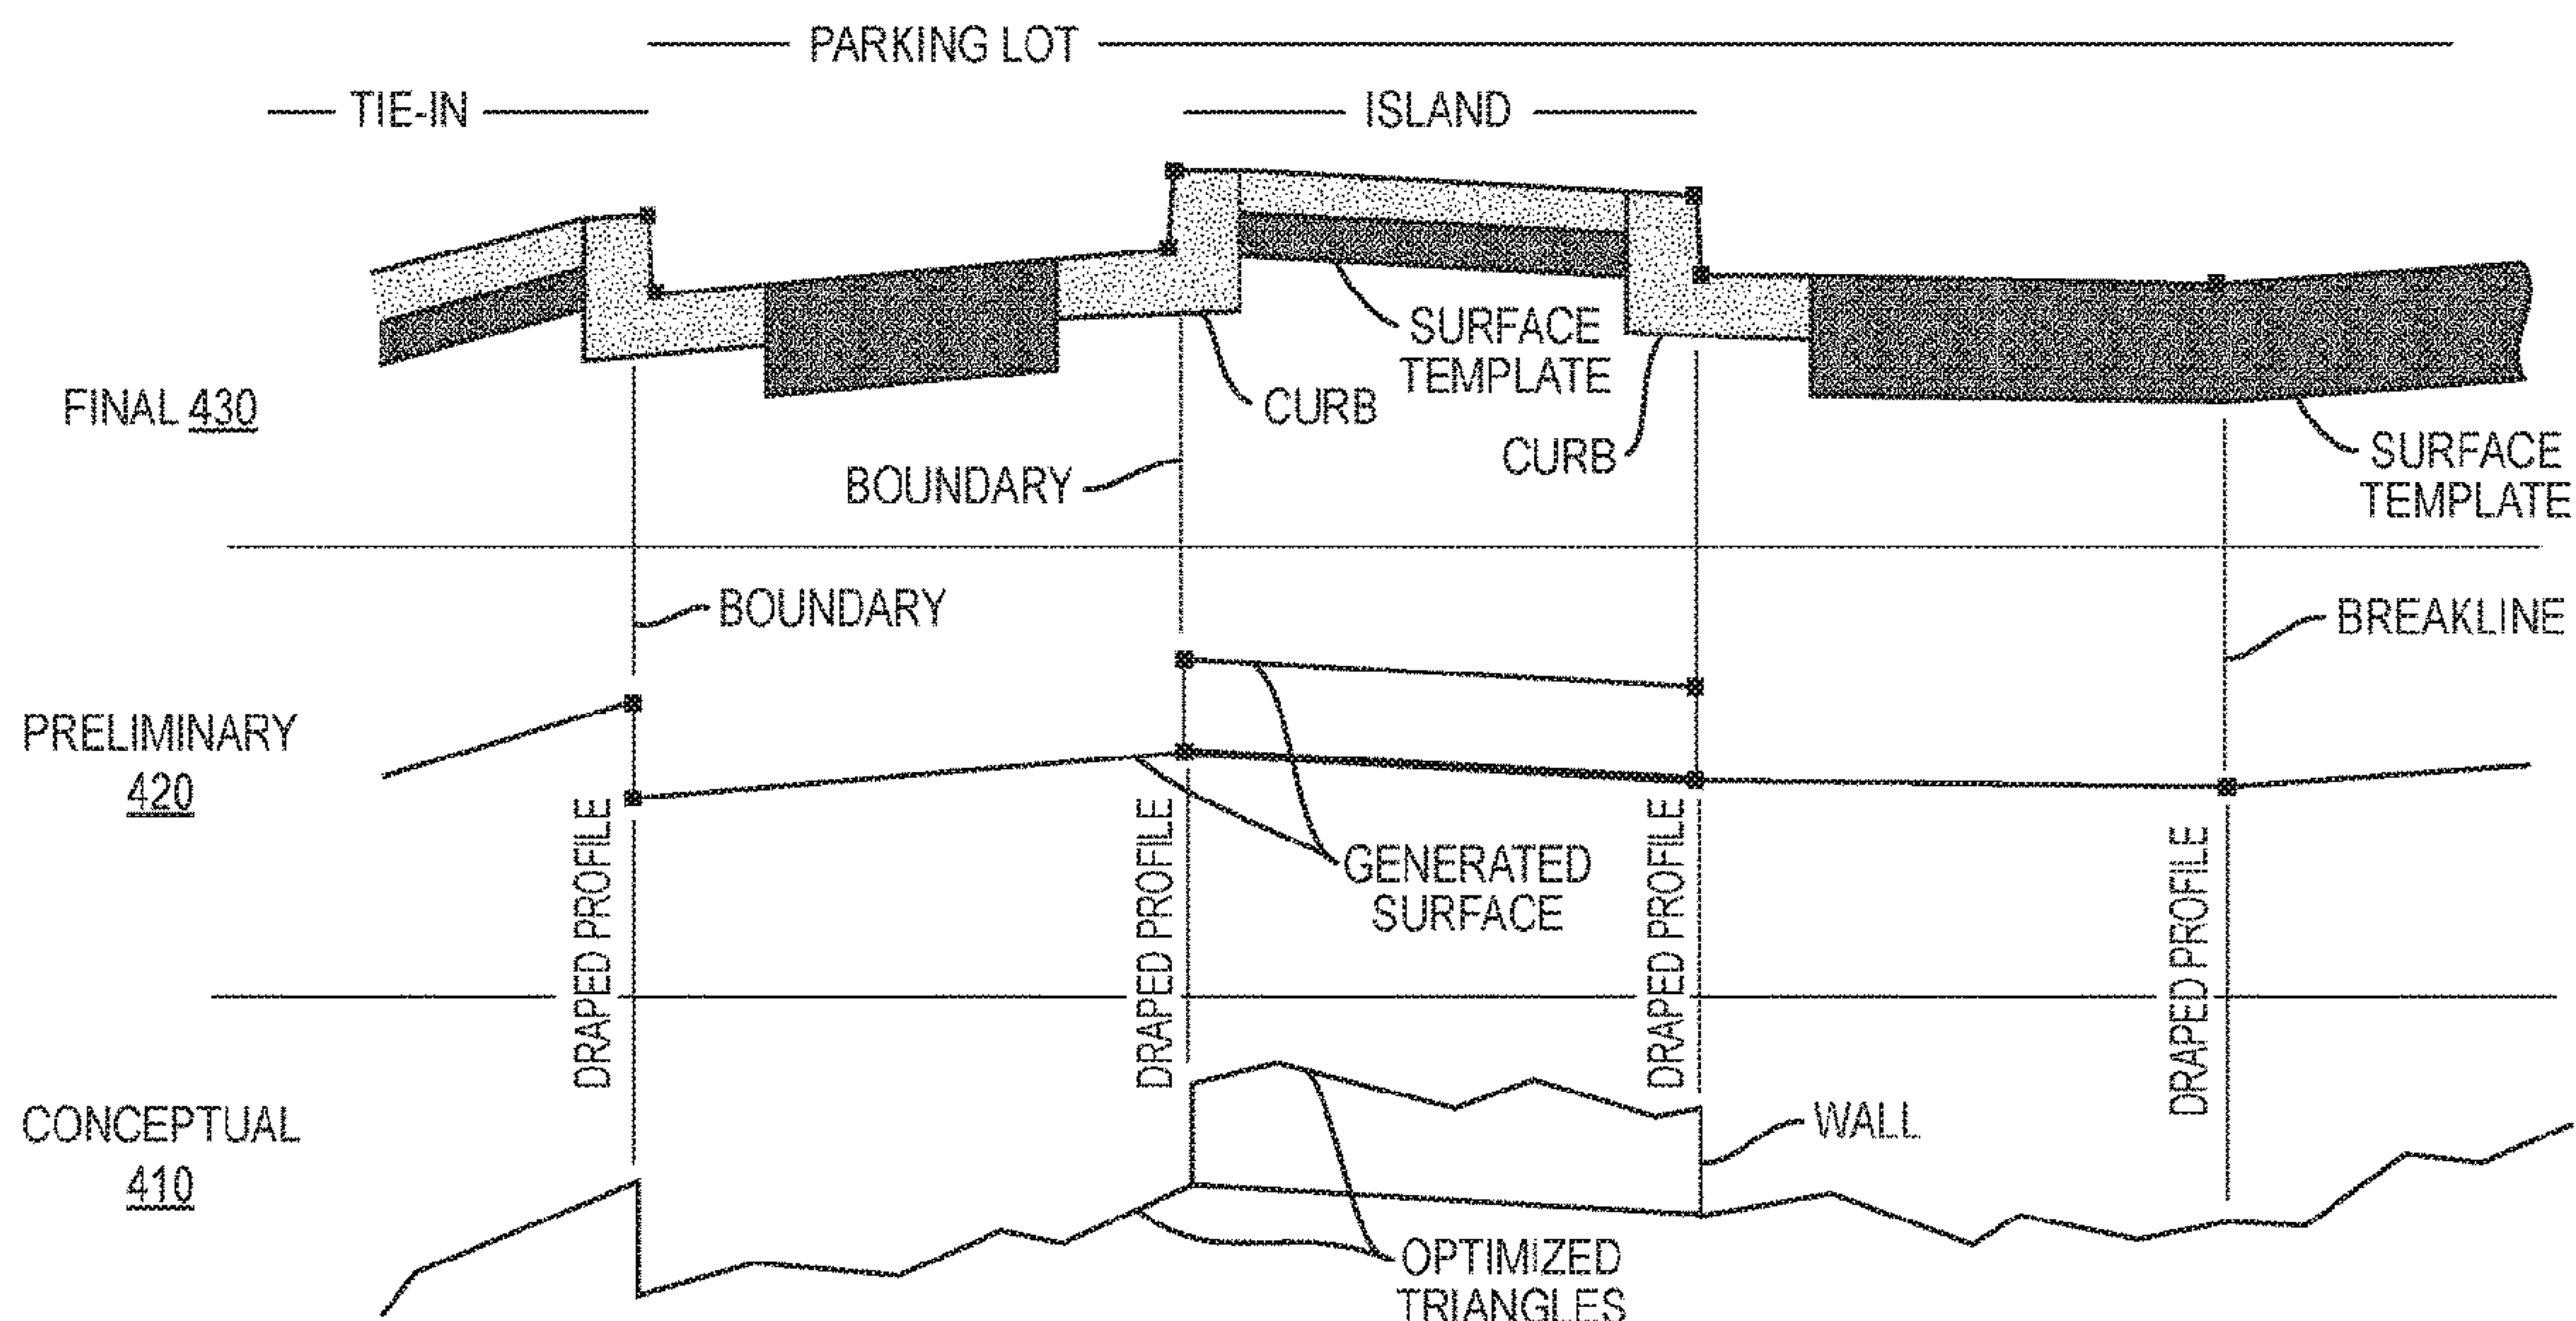 PARKING LOT
TIE-IN
ISLAND
SURFACE
TEMPLATE
CURB
FINAL 430
CURB
SURFACE
TEMPLATE
BOUNDARY
BOUNDARY
BREAKLINE
PRELIMINARY
420
DRAPED PROFILE
DRAPED PROFILE
DRAPED PROFILE
DRAPED PROFILE
GENERATED
SURFACE
CONCEPTUAL
410
WALL
OPTIMIZED
TRIANGLES